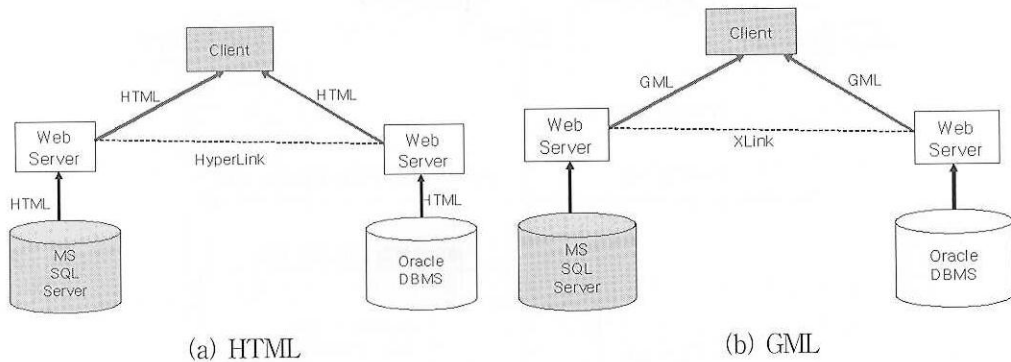 Client
HTML
HTML
Web
Server
HyperLink
Web
Server
HTML
HTML
MS
SQL
Server
Oracle
DBMS
(a) HTML
Client
GML
GML
Web
Server
XLink
Web
Server
MS
SQL
Server
Oracle
DBMS
(b) GML